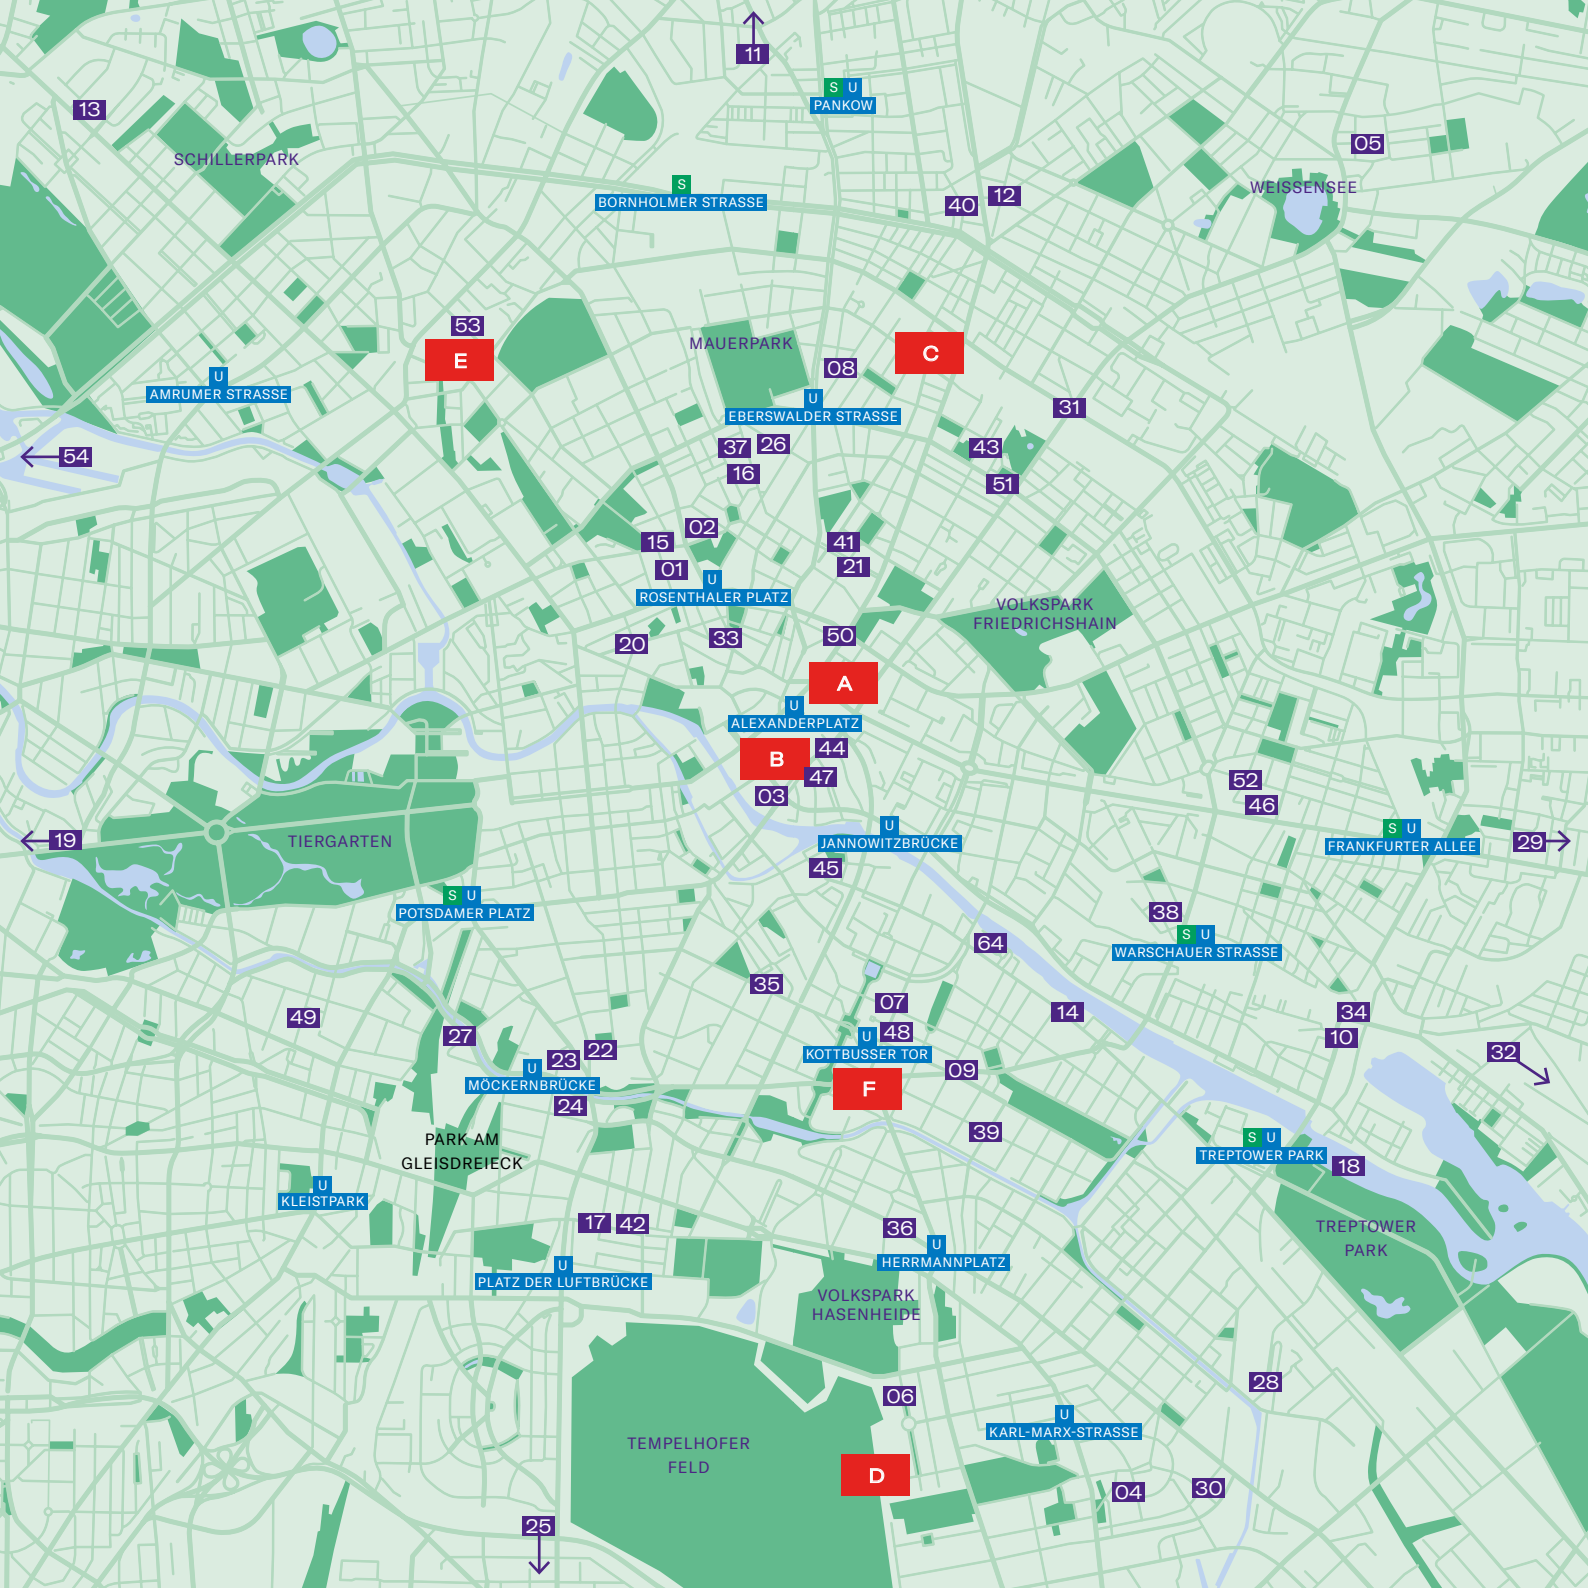 11
S U
PANKOW
13
05
SCHILLERPARK
S
BORNHOLMER STRASSE
WEISSENSEE
40
12
53
E
MAUERPARK
C
08
U
AMRUMER STRASSE
U
EBERSWALDER STRASSE
31
54
37
26
43
16
51
02
15
41
01
21
U
ROSENTHALER PLATZ
VOLKSPARK
FRIEDRICHSHAIN
20
33
50
A
U
ALEXANDERPLATZ
B
44
47
03
52
46
19
TIERGARTEN
U
JANNOWITZBRÜCKE
S U
FRANKFURTER ALLEE
29
45
S U
POTSDAMER PLATZ
38
S U
WARSCHAUER STRASSE
64
35
49
07
14
34
27
48
10
U
KOTTBUSSER TOR
22
23
32
U
MÖCKERNBRÜCKE
09
F
24
39
PARK AM
GLEISDREIECK
S U
TREPTOWER PARK
18
U
KLEISTPARK
17
42
36
TREPTOWER
PARK
U
HERRMANNPLATZ
U
PLATZ DER LUFTBRÜCKE
VOLKSPARK
HASENHEIDE
28
06
U
KARL-MARX-STRASSE
TEMPELHOFER
FELD
D
04
30
25